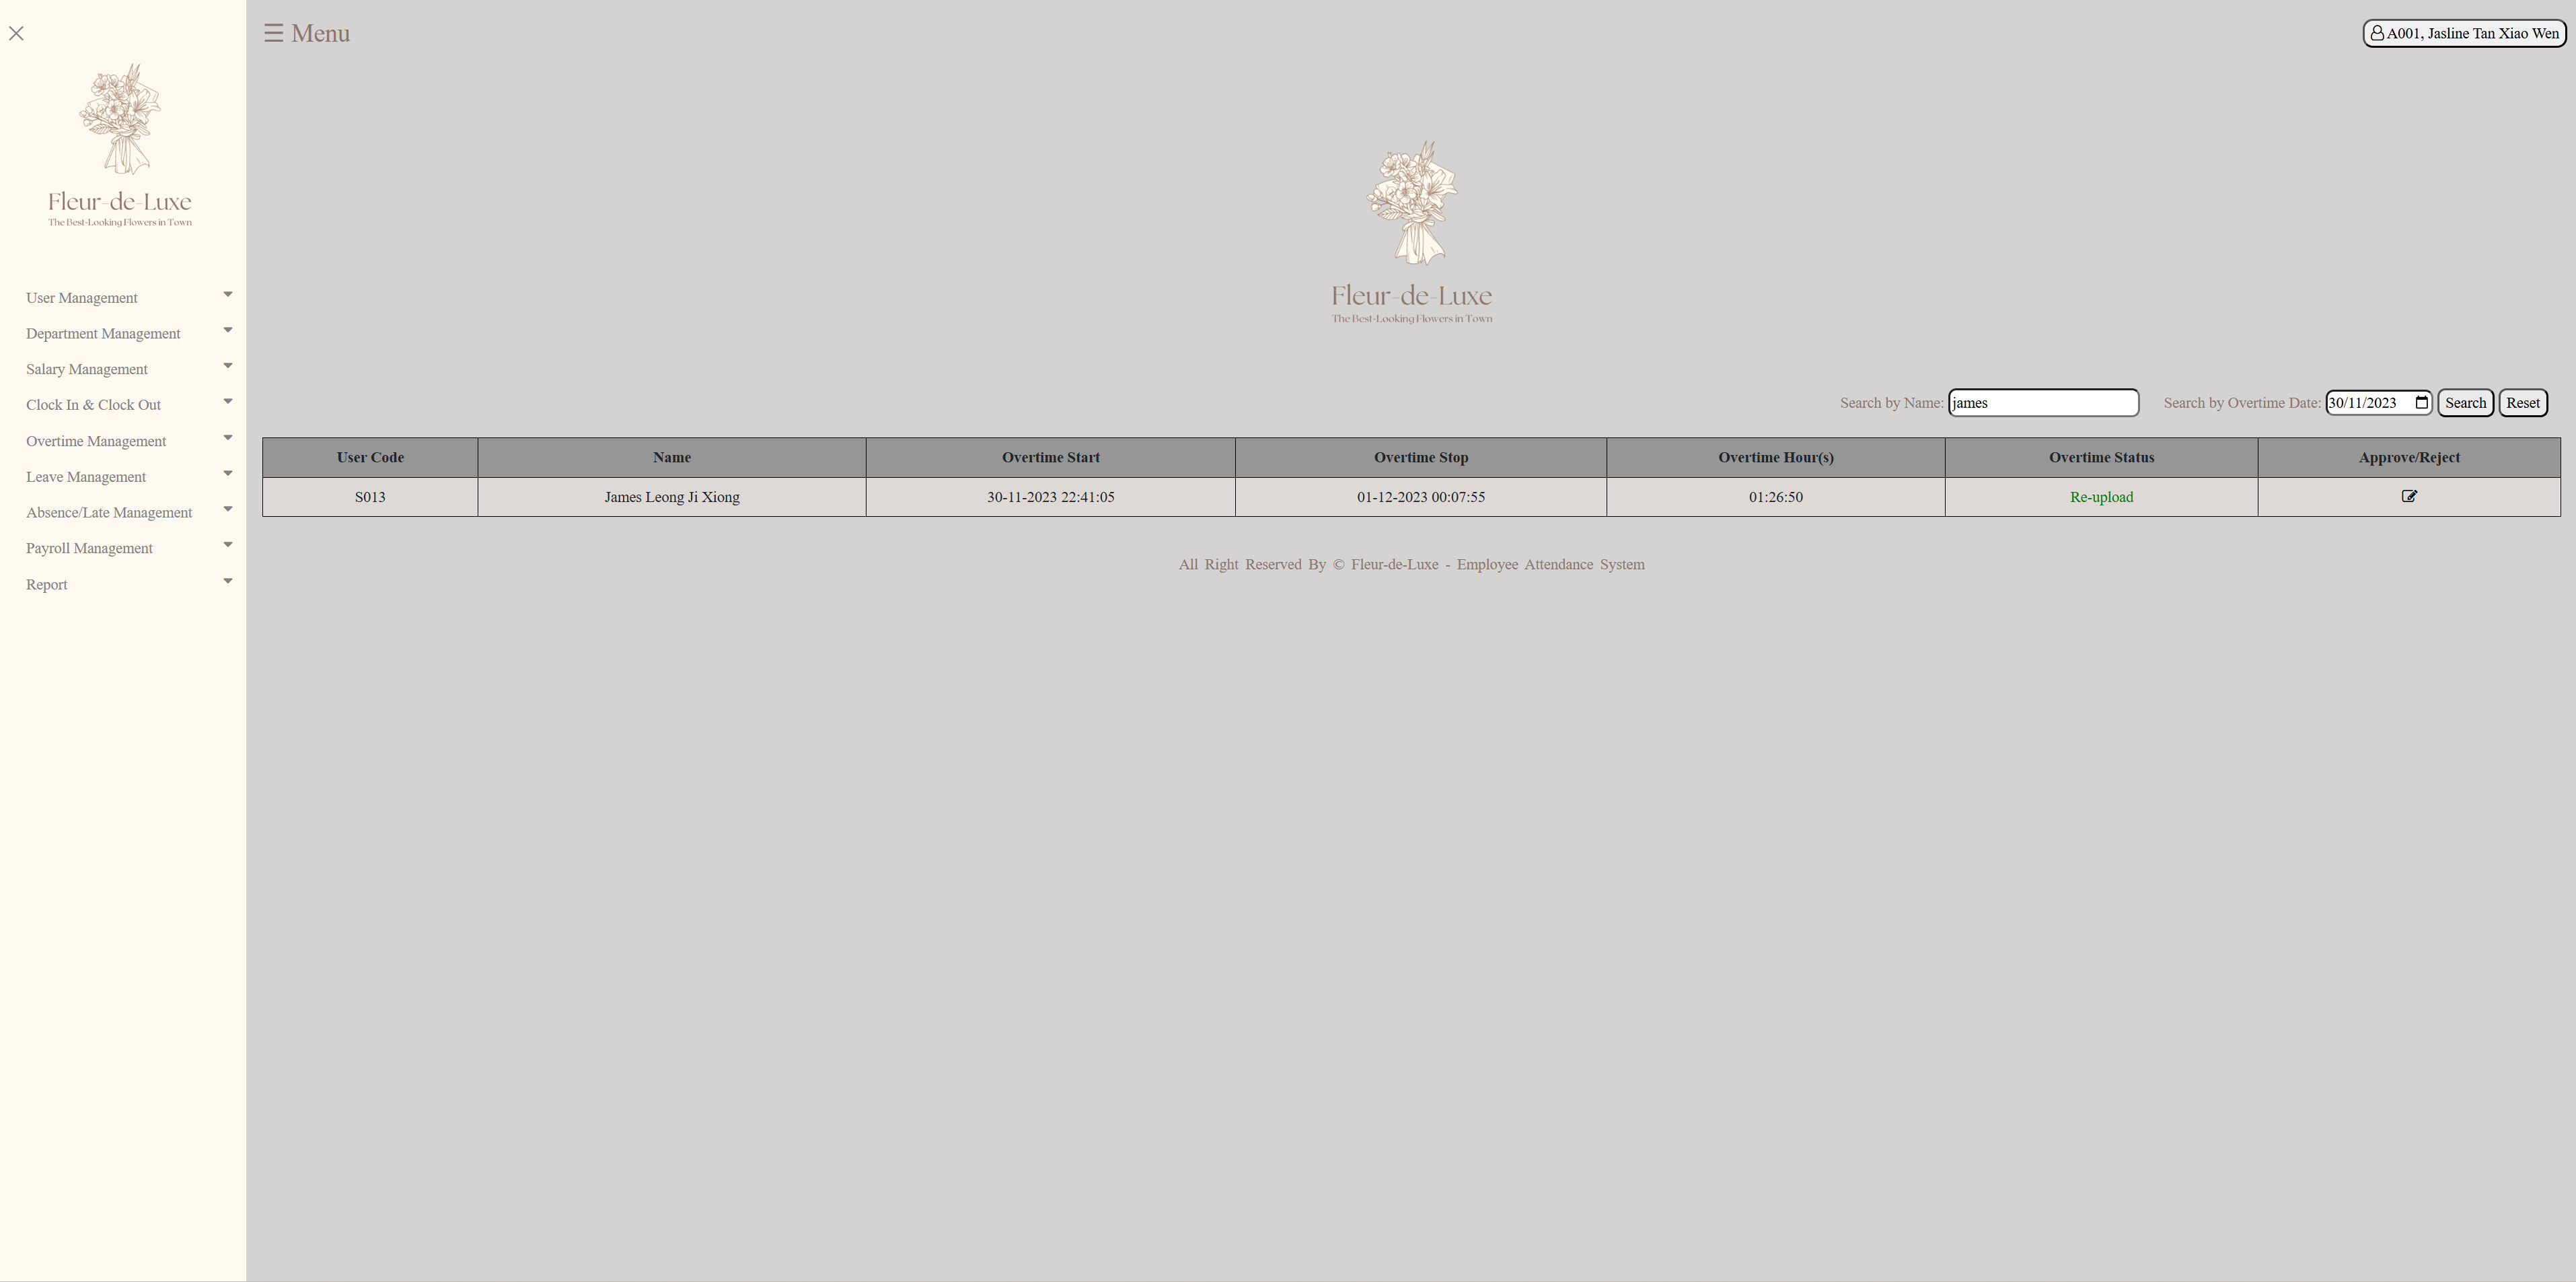 ☰ Menu
A001, Jasline Tan Xiao Wen
Fleur-de-Luxe
The Best-Looking Flowers in Town
User Management
Department Management
Salary Management
Clock In & Clock Out
Overtime Management
Leave Management
Absence/Late Management
Payroll Management
Report
Fleur-de-Luxe
The Best-Looking Flowers in Town
Search by Name: james Search by Overtime Date: 30/11/2023 Search Reset
User Code Name Overtime Start Overtime Stop Overtime Hour(s) Overtime Status Approve/Reject
S013 James Leong Ji Xiong 30-11-2023 22:41:05 01-12-2023 00:07:55 01:26:50 Re-upload
All Right Reserved By © Fleur-de-Luxe - Employee Attendance System